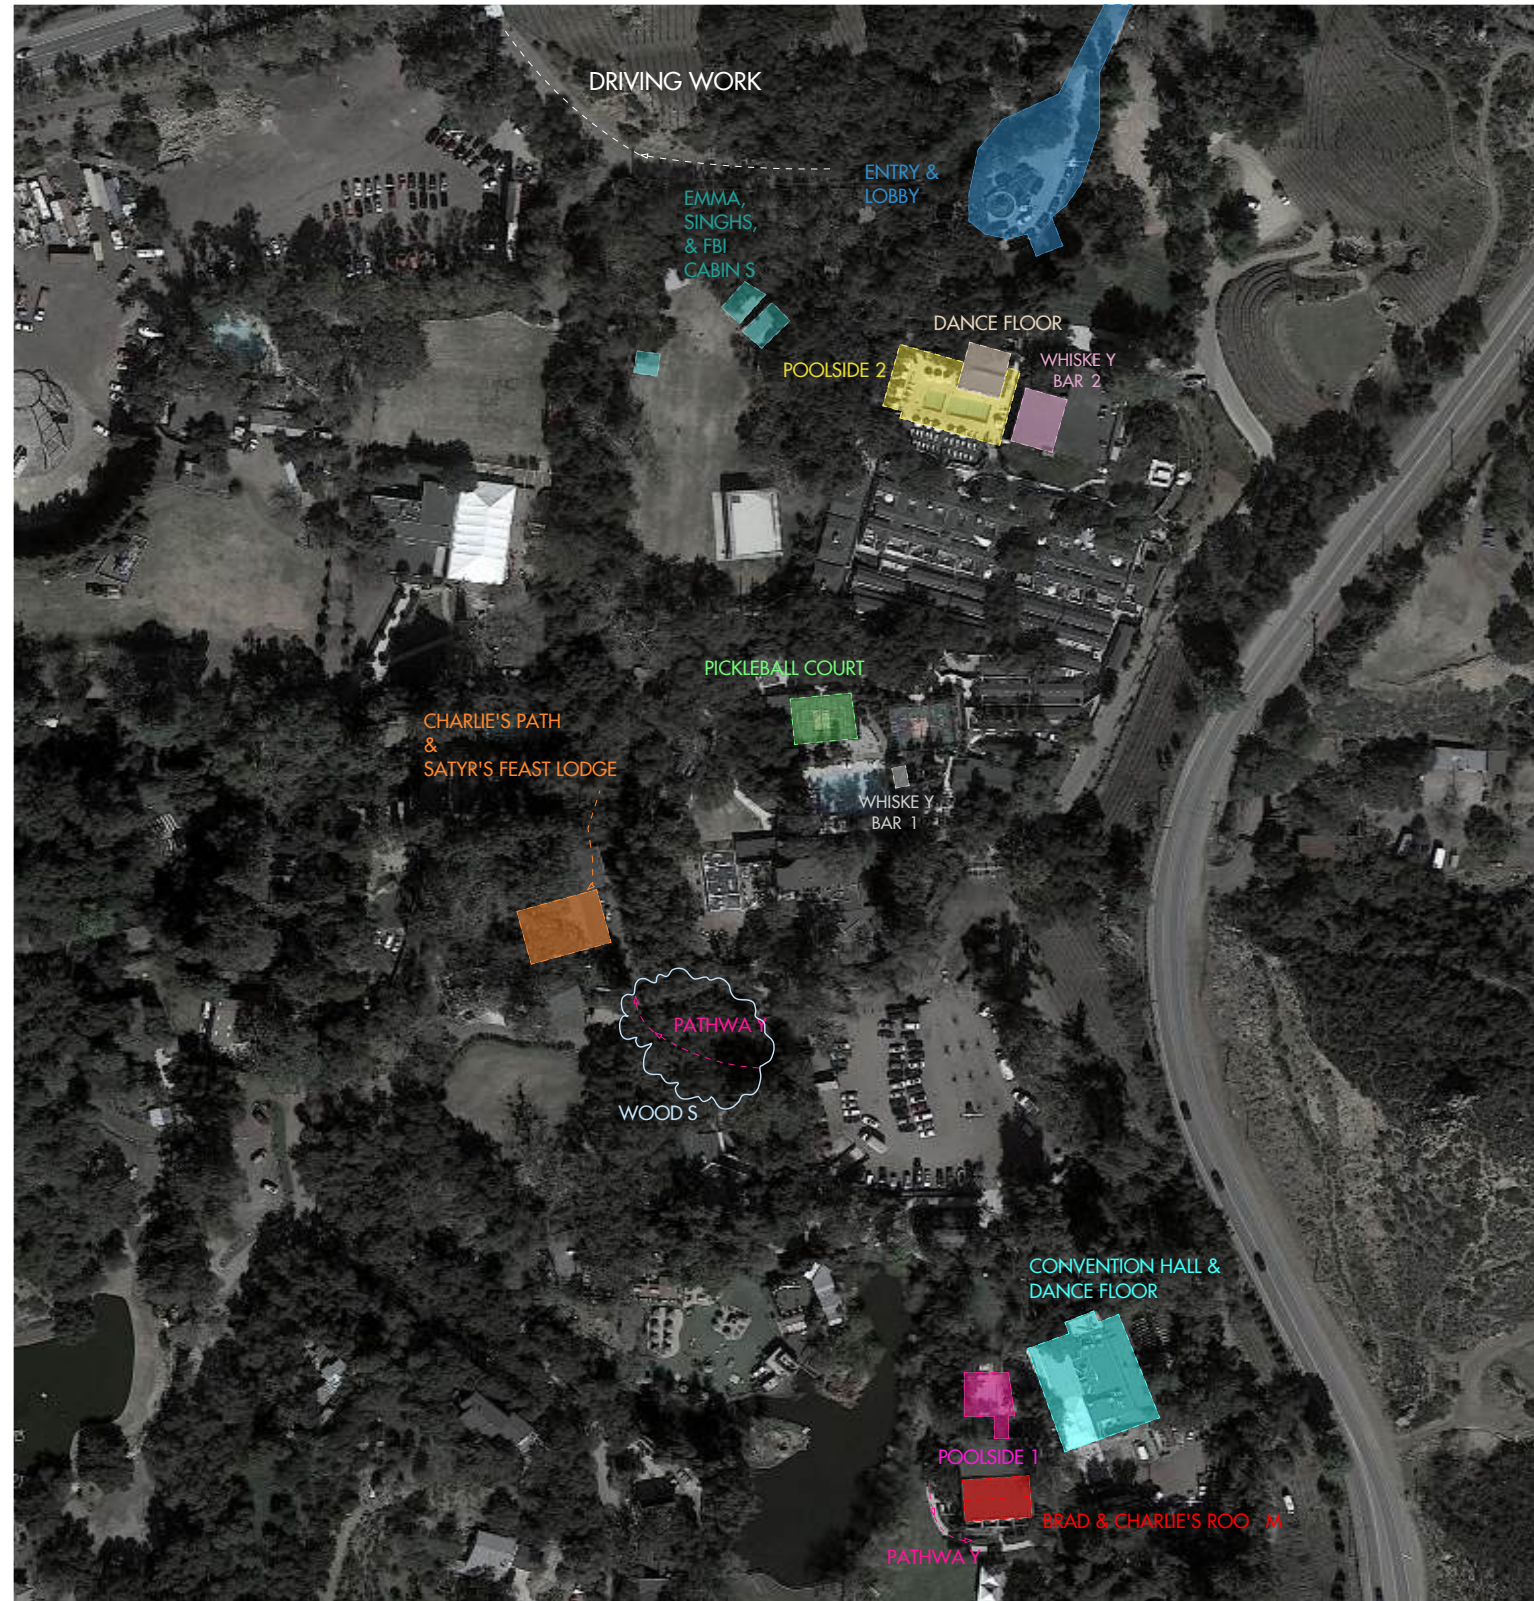 DRIVING WORK
ENTRY &
LOBBY
EMMA,
SINGHS,
& FBI
CABIN S
DANCE FLOOR
POOLSIDE 2
WHISKE Y
BAR 2
PICKLEBALL COURT
CHARLIE'S PATH
&
SATYR'S FEAST LODGE
WHISKE Y
BAR 1
PATHWA Y
WOOD S
CONVENTION HALL &
DANCE FLOOR
POOLSIDE 1
BRAD & CHARLIE'S ROO M
PATHWA Y